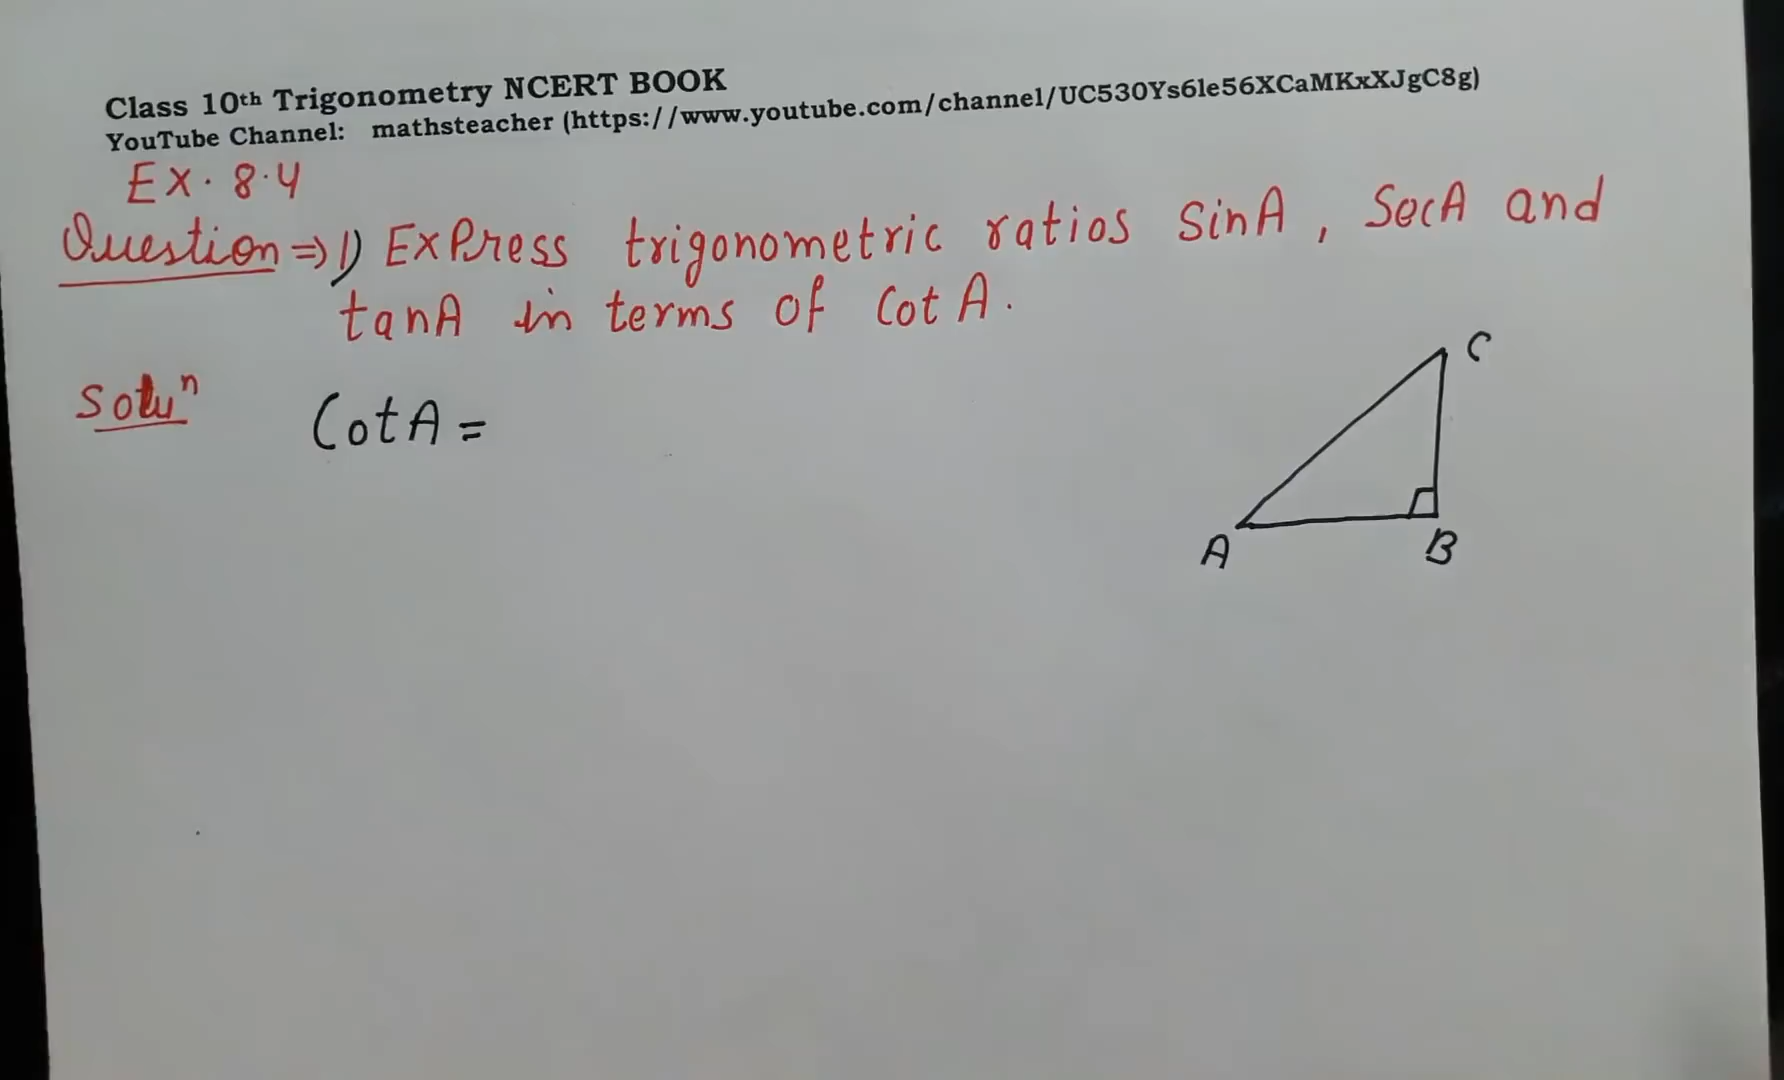 Class 10th Trigonometry NCERT BOOK
YouTube Channel: mathsteacher (https://www.youtube.com/channel/UC530Ys6le56XCaMKxXJgC8g)
Ex. 8.4
Question ⇒ 1) Express trigonometric ratios sinA, SecA and
tanA in terms of Cot A.
Soluⁿ
CotA =
C
A
B